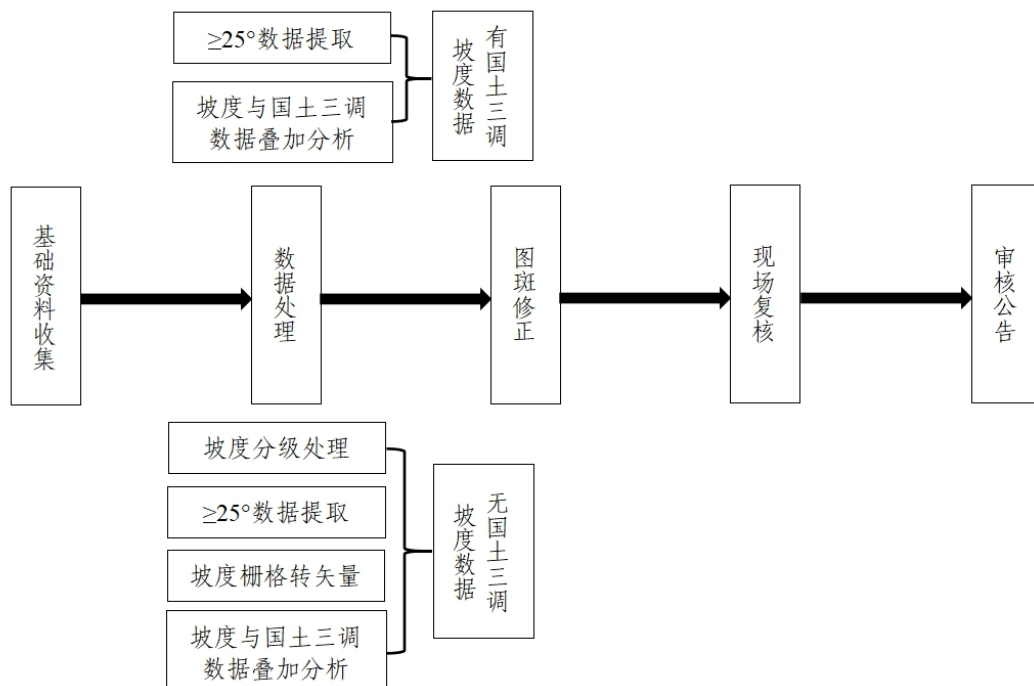 ≥25°数据提取
坡度与国土三调
数据叠加分析
有国土三调
坡度数据
基础资料收集
数据处理
图斑修正
现场复核
审核公告
坡度分级处理
≥25°数据提取
坡度栅格转矢量
坡度与国土三调
数据叠加分析
无国土三调
坡度数据